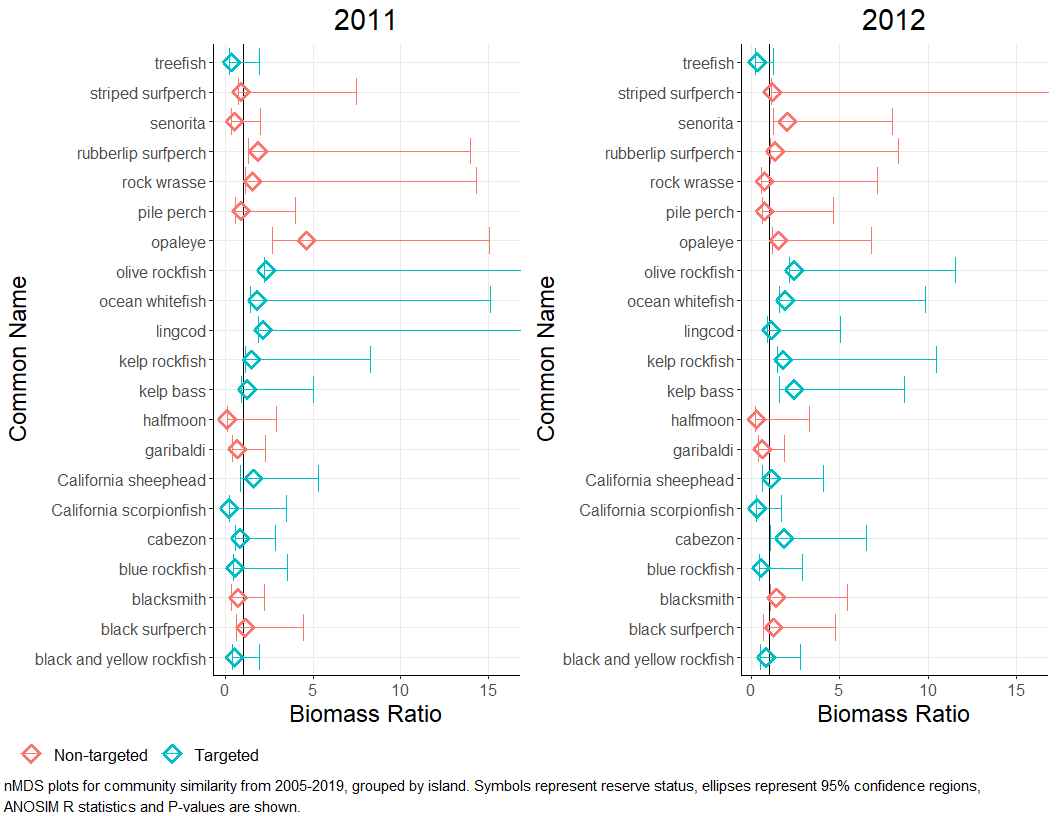 2011
2012
Common Name
treefish
striped surfperch
senorita
rubberlip surfperch
rock wrasse
pile perch
opaleye
olive rockfish
ocean whitefish
lingcod
kelp rockfish
kelp bass
halfmoon
garibaldi
California sheephead
California scorpionfish
cabezon
blue rockfish
blacksmith
black surfperch
black and yellow rockfish
0 5 10 15
Biomass Ratio
Common Name
treefish
striped surfperch
senorita
rubberlip surfperch
rock wrasse
pile perch
opaleye
olive rockfish
ocean whitefish
lingcod
kelp rockfish
kelp bass
halfmoon
garibaldi
California sheephead
California scorpionfish
cabezon
blue rockfish
blacksmith
black surfperch
black and yellow rockfish
0 5 10 15
Biomass Ratio
Non-targeted Targeted
nMDS plots for community similarity from 2005-2019, grouped by island. Symbols represent reserve status, ellipses represent 95% confidence regions,
ANOSIM R statistics and P-values are shown.